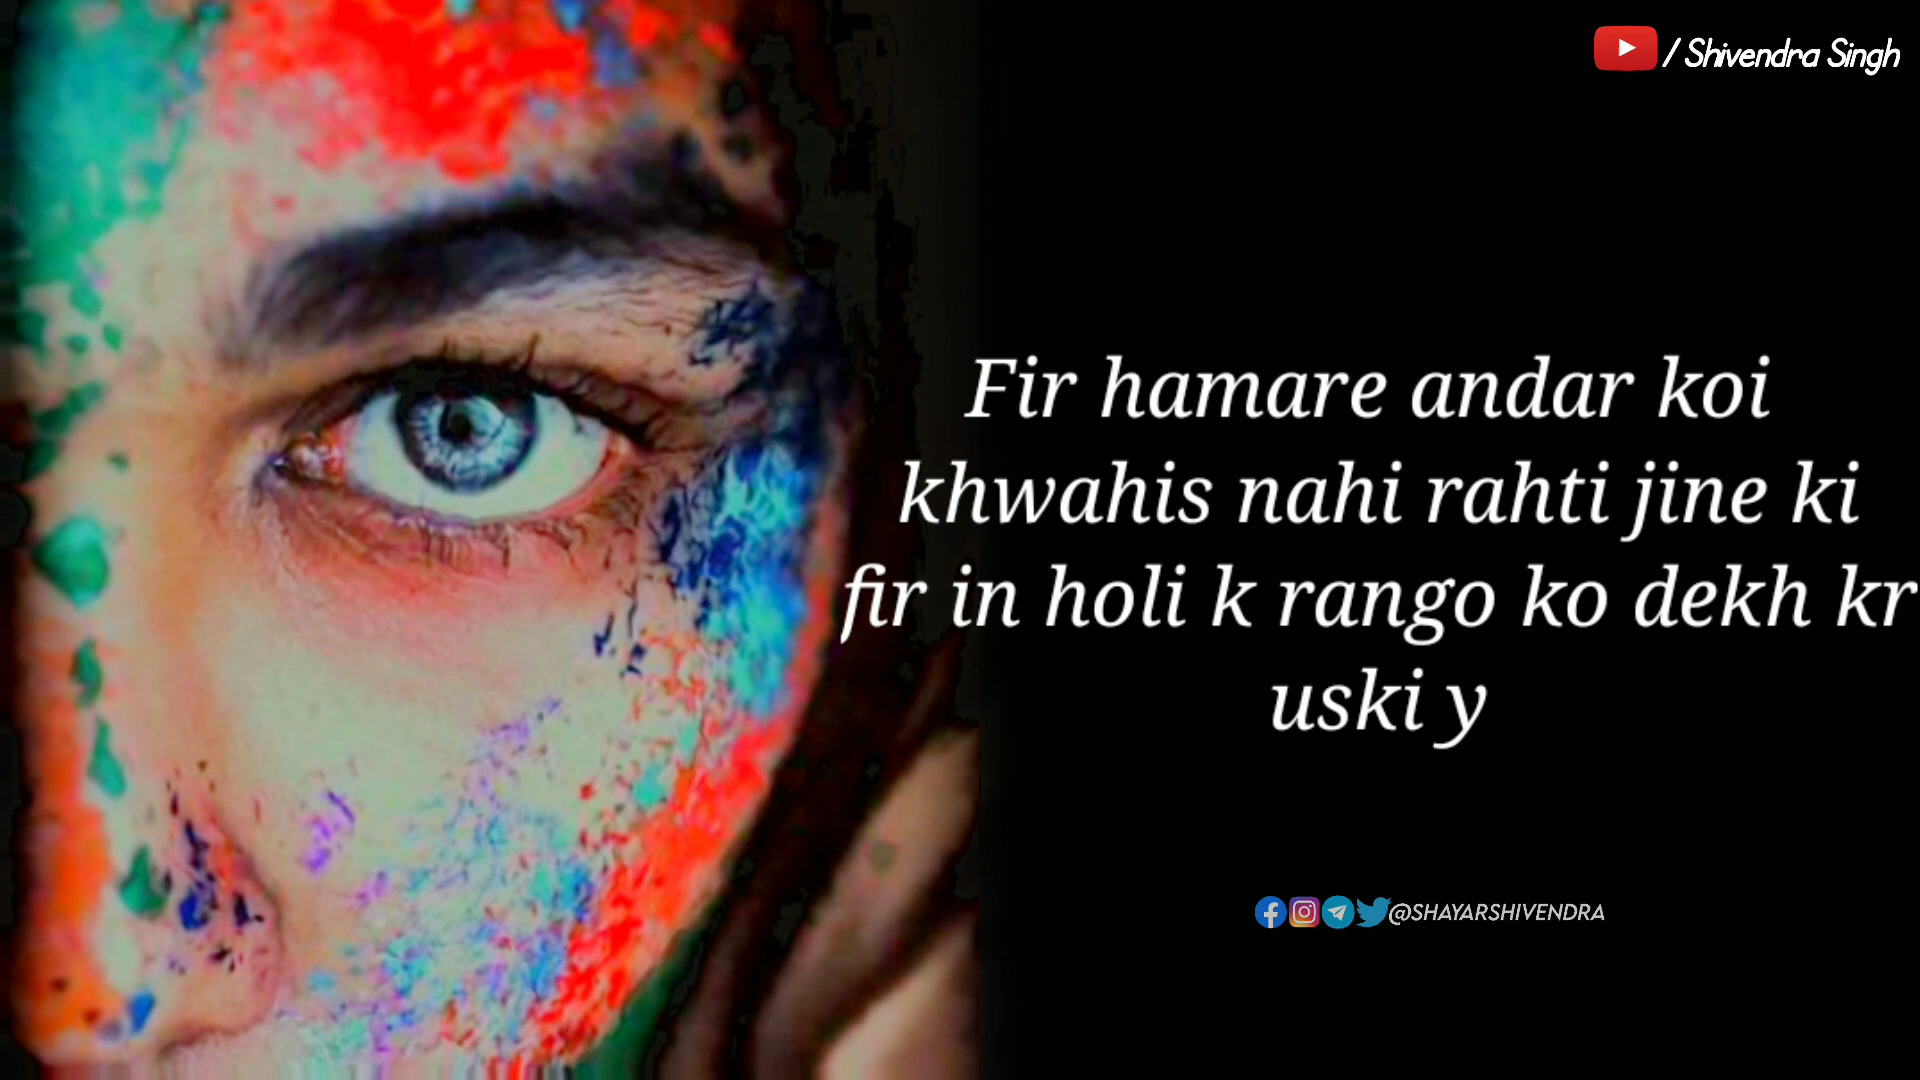 / Shivendra Singh
Fir hamare andar koi
khwahis nahi rahti jine ki
fir in holi k rango ko dekh kr
uski y
@SHAYARSHIVENDRA